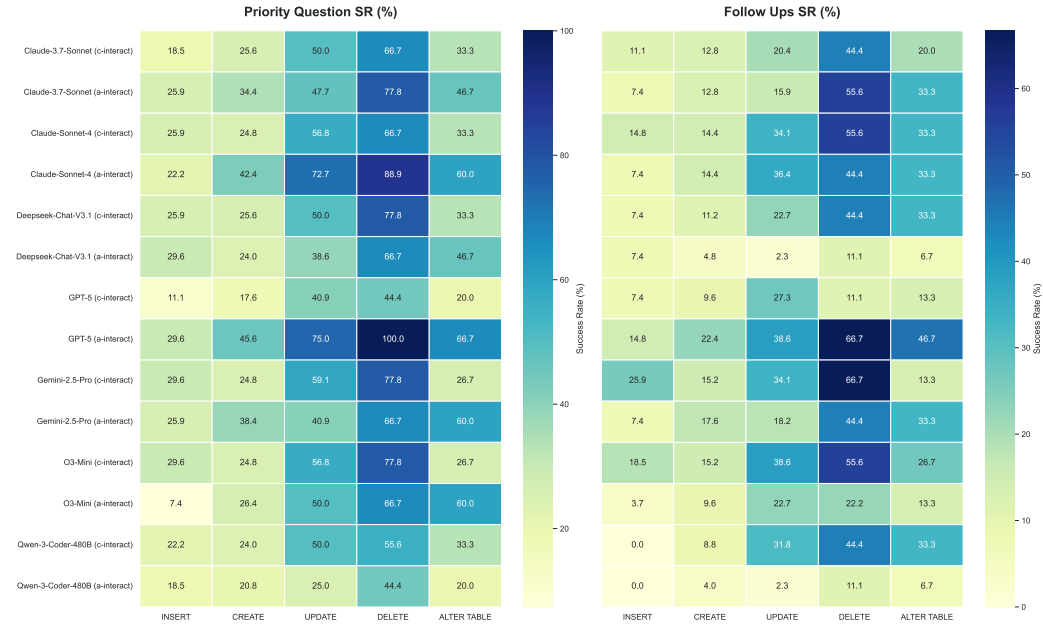 Priority Question SR (%)
Follow Ups SR (%)
Claude-3.7-Sonnet (c-interact) 18.5 25.6 50.0 66.7 33.3 11.1 12.8 20.4 44.4 20.0
Claude-3.7-Sonnet (a-interact) 25.9 34.4 47.7 77.8 46.7 7.4 12.8 15.9 55.6 33.3
Claude-Sonnet-4 (c-interact) 25.9 24.8 56.8 66.7 33.3 14.8 14.4 34.1 55.6 33.3
Claude-Sonnet-4 (a-interact) 22.2 42.4 72.7 88.9 60.0 7.4 14.4 36.4 44.4 33.3
Deepseek-Chat-V3.1 (c-interact) 25.9 25.6 50.0 77.8 33.3 7.4 11.2 22.7 44.4 33.3
Deepseek-Chat-V3.1 (a-interact) 29.6 24.0 38.6 66.7 46.7 7.4 4.8 2.3 11.1 6.7
GPT-5 (c-interact) 11.1 17.6 40.9 44.4 20.0 7.4 9.6 27.3 11.1 13.3
GPT-5 (a-interact) 29.6 45.6 75.0 100.0 66.7 14.8 22.4 38.6 66.7 46.7
Gemini-2.5-Pro (c-interact) 29.6 24.8 59.1 77.8 26.7 25.9 15.2 34.1 66.7 13.3
Gemini-2.5-Pro (a-interact) 25.9 38.4 40.9 66.7 60.0 7.4 17.6 18.2 44.4 33.3
O3-Mini (c-interact) 29.6 24.8 56.8 77.8 26.7 18.5 15.2 38.6 55.6 26.7
O3-Mini (a-interact) 7.4 26.4 50.0 66.7 60.0 3.7 9.6 22.7 22.2 13.3
Qwen-3-Coder-480B (c-interact) 22.2 24.0 50.0 55.6 33.3 0.0 8.8 31.8 44.4 33.3
Qwen-3-Coder-480B (a-interact) 18.5 20.8 25.0 44.4 20.0 0.0 4.0 2.3 11.1 6.7
INSERT CREATE UPDATE DELETE ALTER TABLE
INSERT CREATE UPDATE DELETE ALTER TABLE
100
80
60
40
20
Success Rate (%)
60
50
40
30
20
10
0
Success Rate (%)